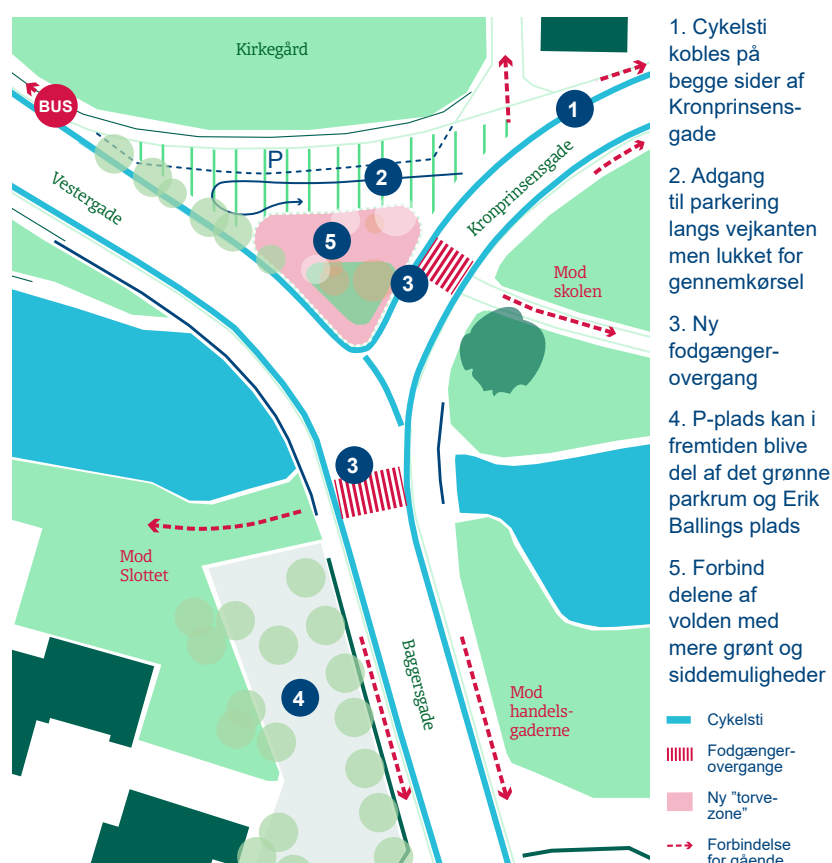 Kirkegård
BUS
P
1
2
Vestergade
Kronprinsensgade
5
3
Mod
skolen
3
Mod
Slottet
4
Baggersgade
Mod
handels-
gaderne
1. Cykelsti
kobles på
begge sider af
Kronprinsens-
gade
2. Adgang
til parkering
langs vejkanten
men lukket for
gennemkørsel
3. Ny
fodgænger-
overgang
4. P-plads kan i
fremtiden blive
del af det grønne
parkrum og Erik
Ballings plads
5. Forbind
delene af
volden med
mere grønt og
siddemuligheder
Cykelsti
Fodgænger-
overgange
Ny "torve-
zone"
Forbindelse
for gående